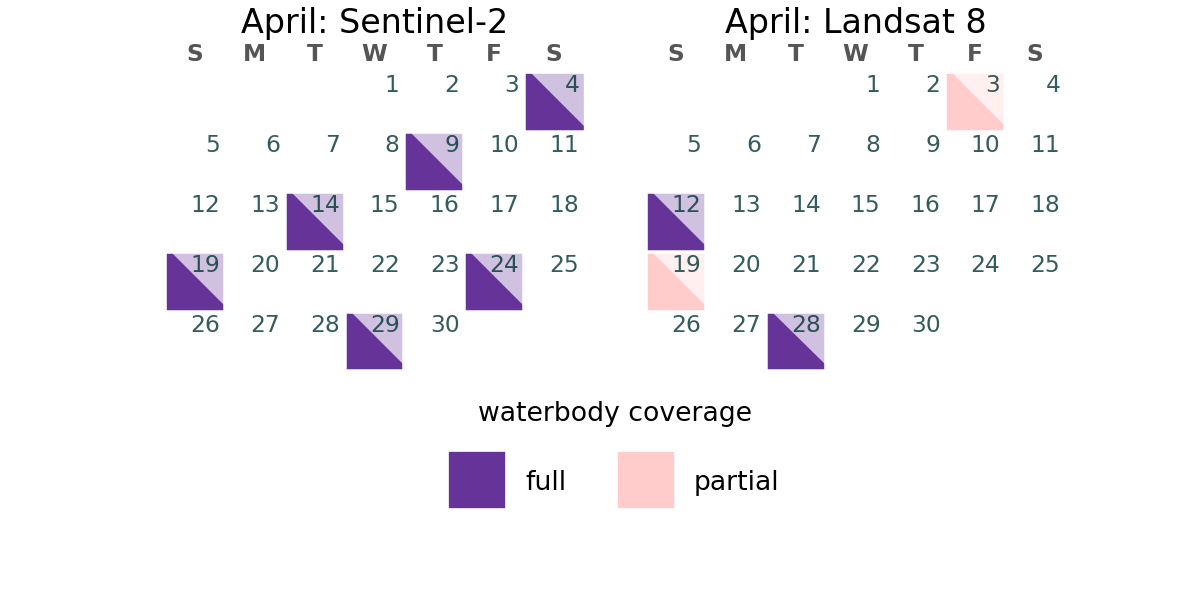 April: Sentinel-2
S M T W T F S
1 2 3 4
5 6 7 8 9 10 11
12 13 14 15 16 17 18
19 20 21 22 23 24 25
26 27 28 29 30
April: Landsat 8
S M T W T F S
1 2 3 4
5 6 7 8 9 10 11
12 13 14 15 16 17 18
19 20 21 22 23 24 25
26 27 28 29 30
waterbody coverage
full
partial